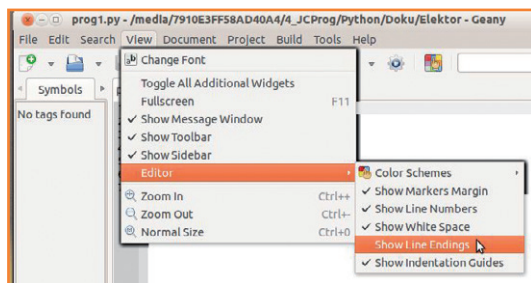 prog1.py - /media/7910E3FF58AD40A4/4_JCProg/Python/Doku/Elektor - Geany
File Edit Search View Document Project Build Tools Help
Symbols
No tags found
Change Font
Toggle All Additional Widgets
Fullscreen F11
✓ Show Message Window
✓ Show Toolbar
✓ Show Sidebar
Editor
Zoom In Ctrl++
Zoom Out Ctrl+-
Normal Size Ctrl+0
Color Schemes
✓ Show Markers Margin
✓ Show Line Numbers
✓ Show White Space
Show Line Endings
✓ Show Indentation Guides